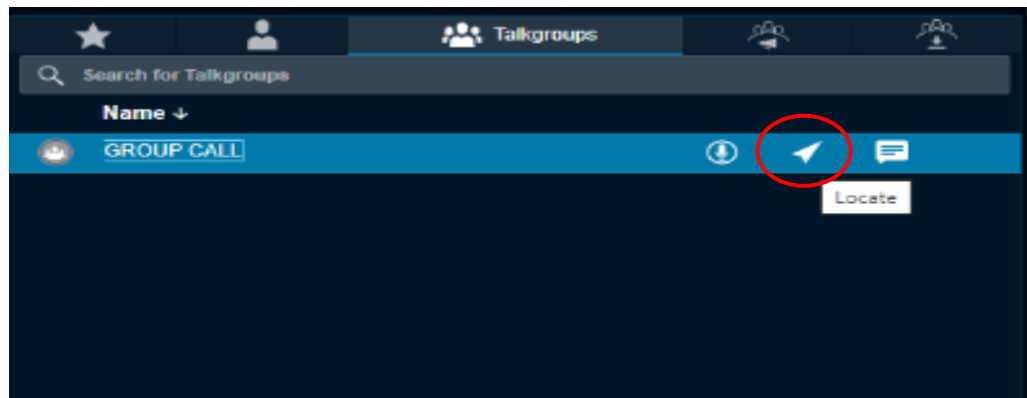 Talkgroups
Search for Talkgroups
Name ↓
GROUP CALL
Locate